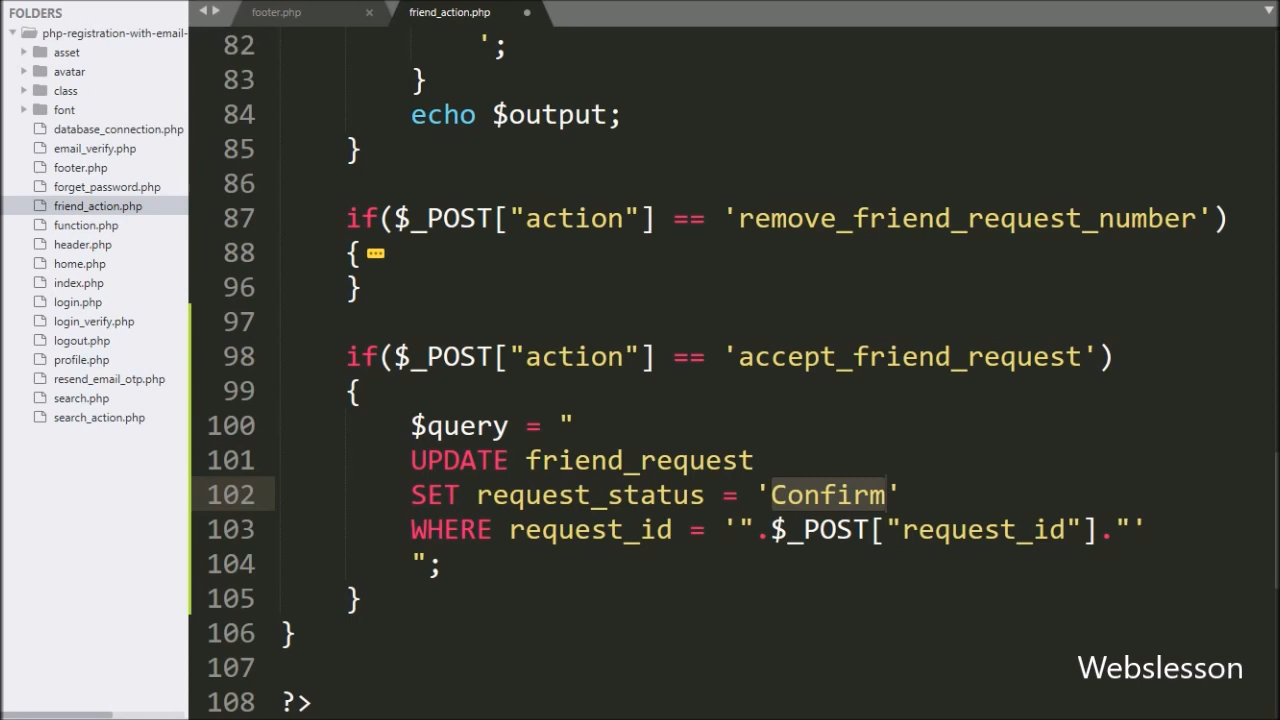 FOLDERS
php-registration-with-email-
asset
avatar
class
font
database_connection.php
email_verify.php
footer.php
forget_password.php
friend_action.php
function.php
header.php
home.php
index.php
login.php
login_verify.php
logout.php
profile.php
resend_email_otp.php
search.php
search_action.php
footer.php × friend_action.php
82 ';
83 }
84 echo $output;
85 }
86
87 if($_POST["action"] == 'remove_friend_request_number')
88 {
96 }
97
98 if($_POST["action"] == 'accept_friend_request')
99 {
100 $query = "
101 UPDATE friend_request
102 SET request_status = 'Confirm'
103 WHERE request_id = '".$_POST["request_id"]."'
104 ";
105 }
106 }
107
108 ?>
Webslesson